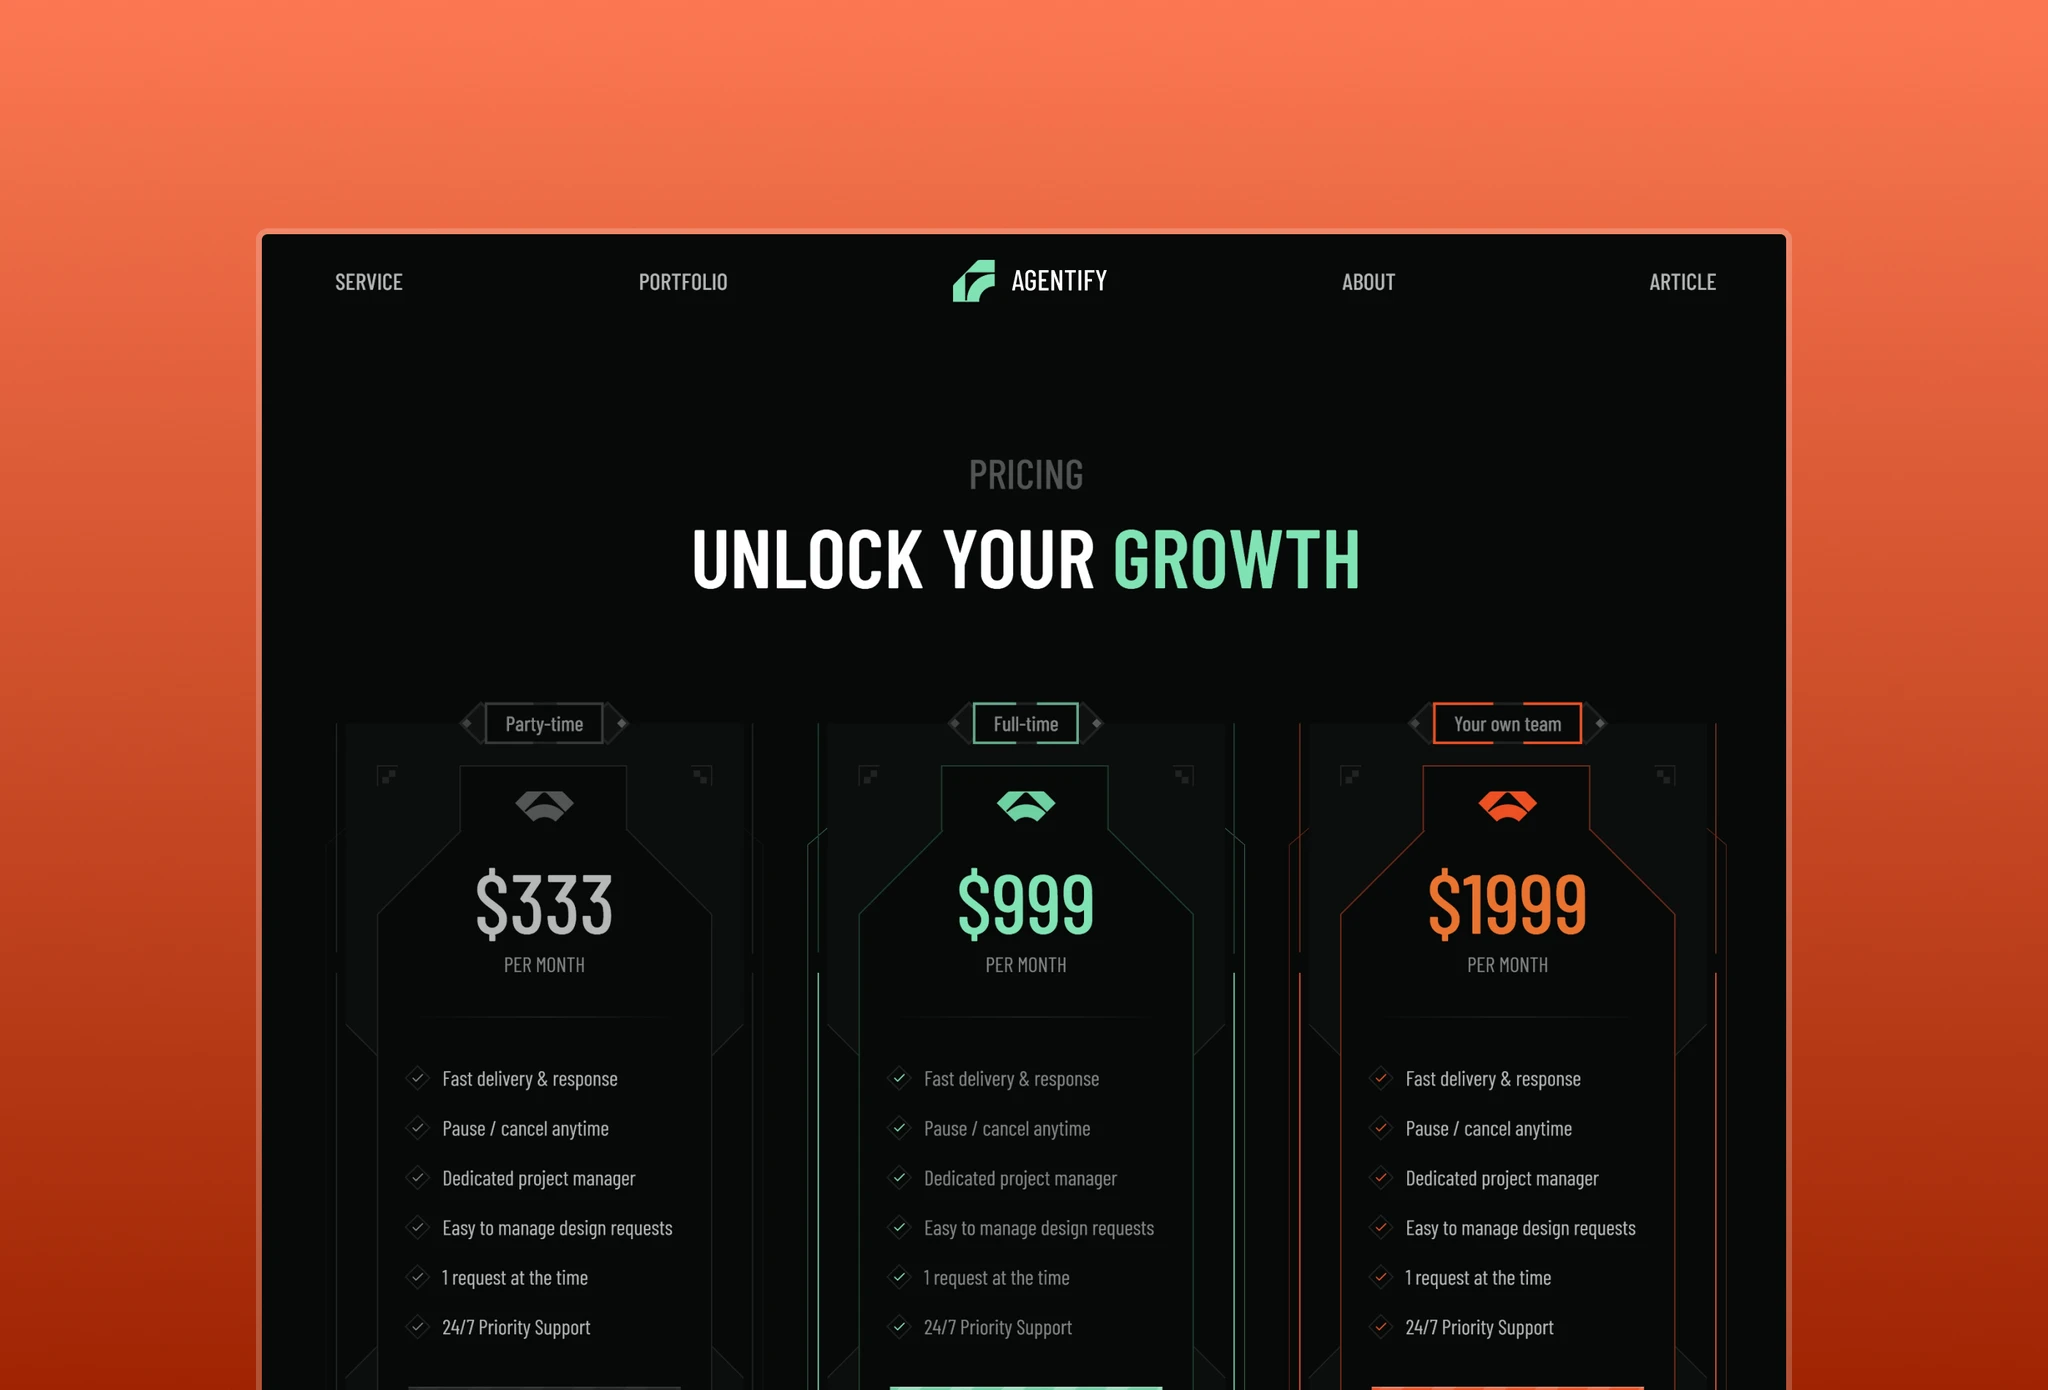 SERVICE
PORTFOLIO
AGENTIFY
ABOUT
ARTICLE
PRICING
UNLOCK YOUR GROWTH
Party-time
$333
PER MONTH
Fast delivery & response
Pause / cancel anytime
Dedicated project manager
Easy to manage design requests
1 request at the time
24/7 Priority Support
Full-time
$999
PER MONTH
Fast delivery & response
Pause / cancel anytime
Dedicated project manager
Easy to manage design requests
1 request at the time
24/7 Priority Support
Your own team
$1999
PER MONTH
Fast delivery & response
Pause / cancel anytime
Dedicated project manager
Easy to manage design requests
1 request at the time
24/7 Priority Support